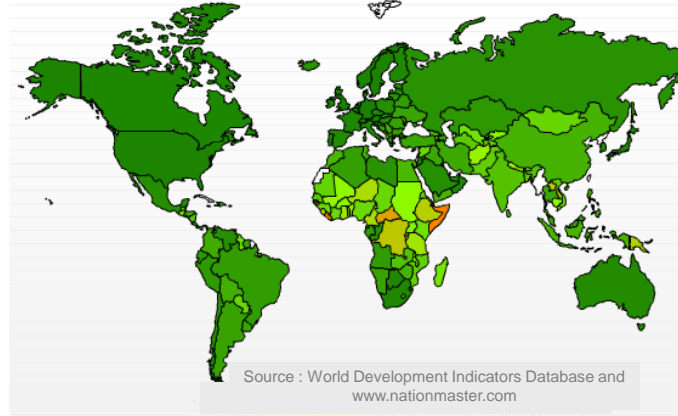 Source : World Development Indicators Database and
www.nationmaster.com